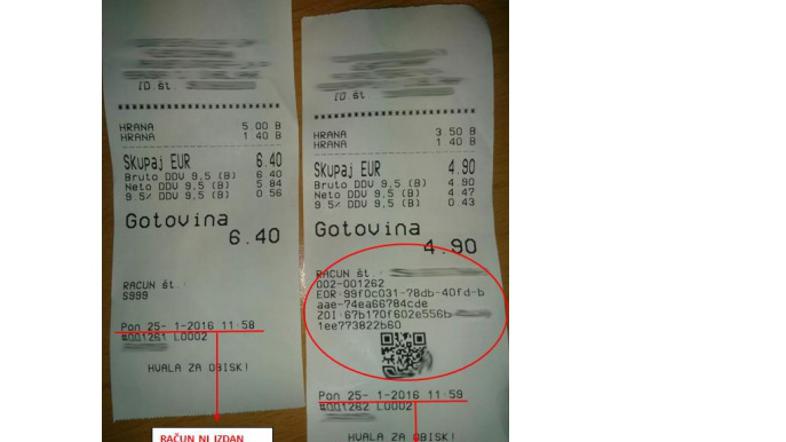 ID št.
HRANA 5.00 B
HRANA 1 40 B
Skupaj EUR 6.40
Bruto DDV 9,5 (B) 6 40
Neto DDV 9,5 (B) 5 84
9.5% DDV 9,5 (B) 0 56
Gotovina
6.40
RACUN št.:
S999
Pon 25- 1-2016 11:58
#001261 L0002
HVALA ZA OBISK!
RAČUN NI IZDAN
ID št.
HRANA 3 50 B
HRANA 1 40 B
Skupaj EUR 4.90
Bruto DDV 9,5 (B) 4 90
Neto DDV 9,5 (B) 4 47
9 5% DDV 9,5 (B) 0.43
Gotovina
4.90
RACUN št.:
002-001262
EOR:99f0c031-78db-40fd-b
aae-74ea66784cde
ZOI:67b170f602e556b
1ee773822b60
Pon 25- 1-2016 11:59
#001262 L0002
HVALA ZA OBISK!